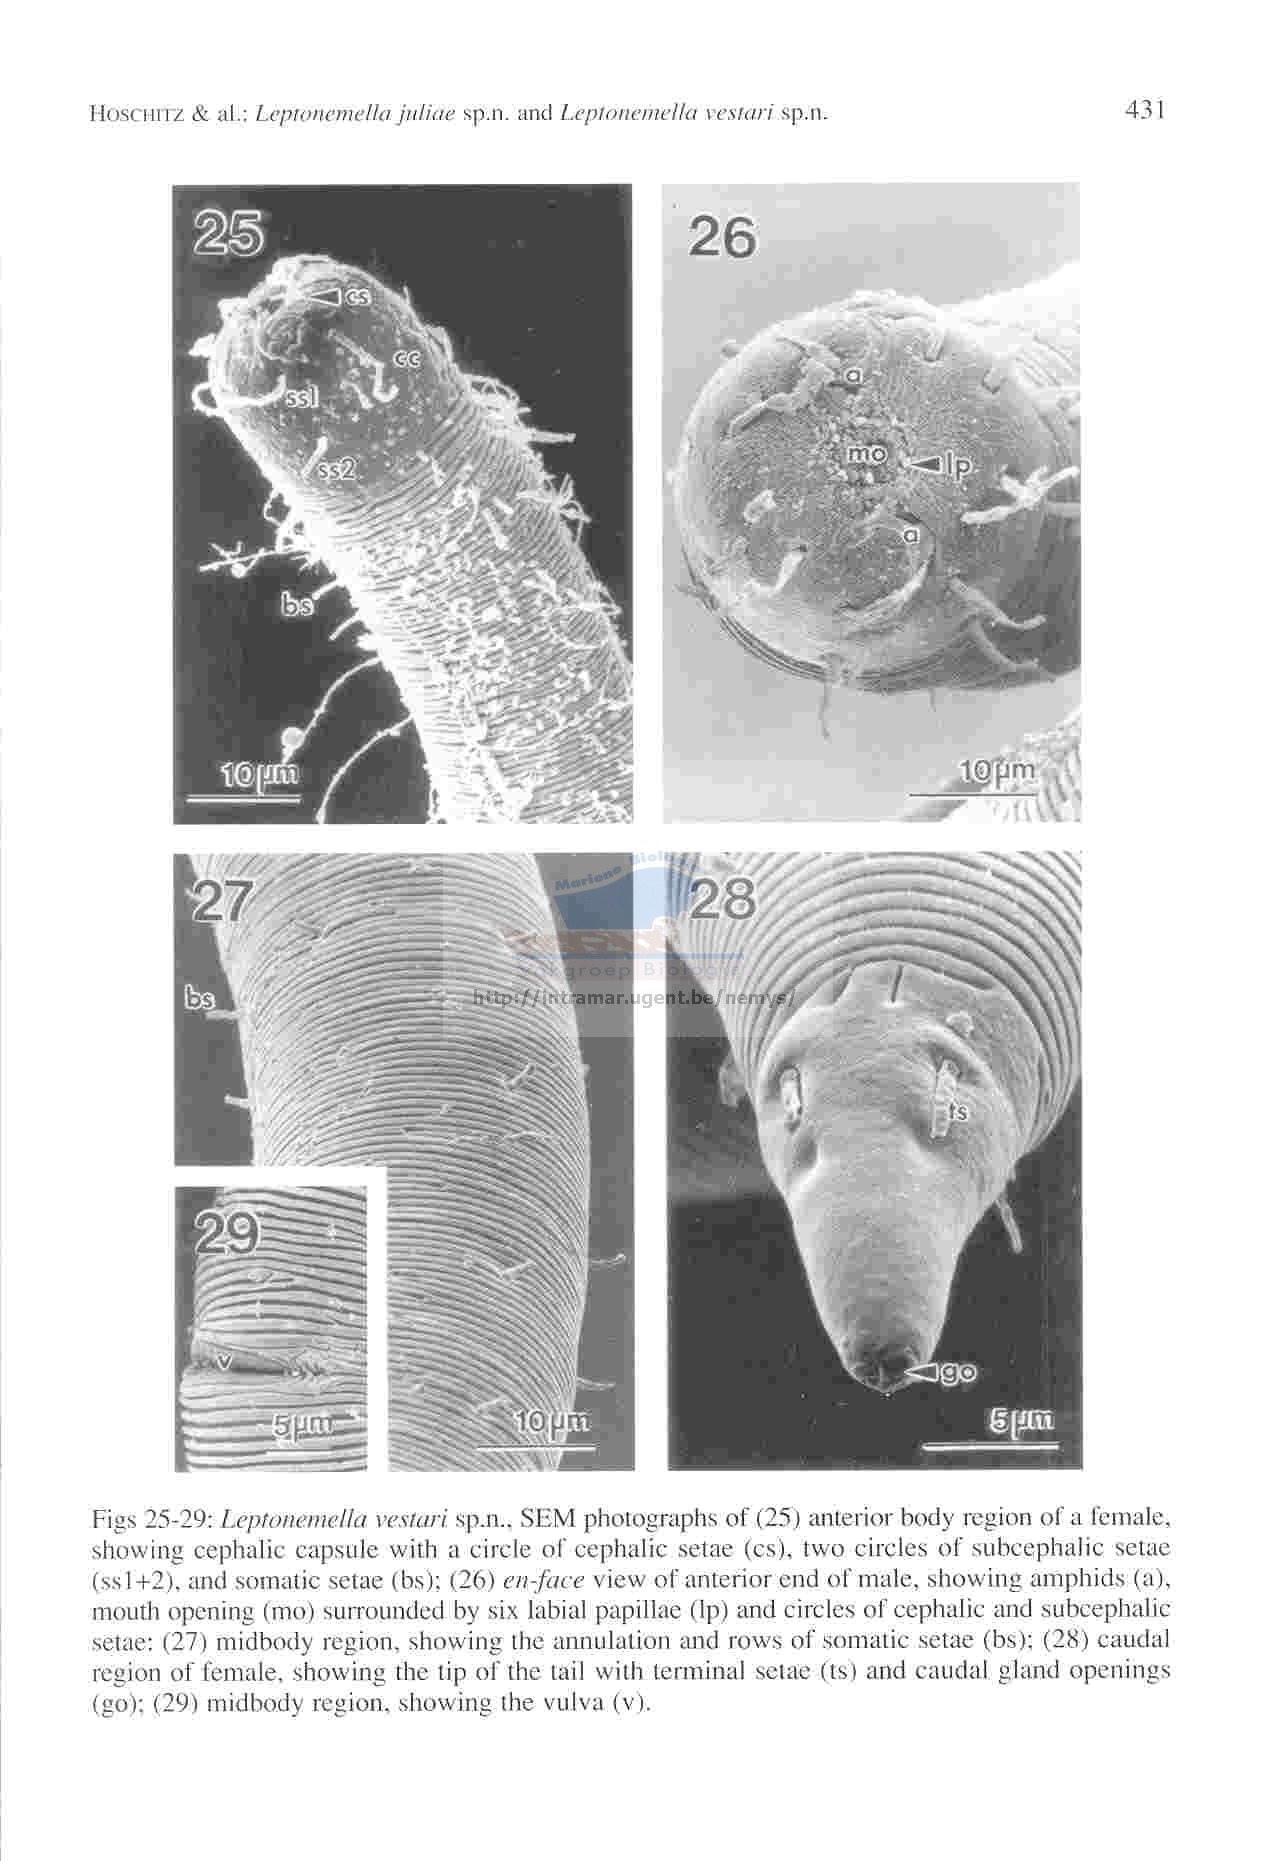 HOSCHITZ & al.: Leptonemella juliae sp.n. and Leptonemella vestari sp.n. 431
25
cs
cc
ss1
ss2
bs
10 µm
26
a
mo
lp
a
10 µm
27
bs
10 µm
28
ts
go
5 µm
29
v
5 µm
Marine Biology
Vakgroep Biologie
http://intramar.ugent.be/nemys/
Figs 25-29: Leptonemella vestari sp.n., SEM photographs of (25) anterior body region of a female,
showing cephalic capsule with a circle of cephalic setae (cs), two circles of subcephalic setae
(ss1+2), and somatic setae (bs); (26) en-face view of anterior end of male, showing amphids (a),
mouth opening (mo) surrounded by six labial papillae (lp) and circles of cephalic and subcephalic
setae: (27) midbody region, showing the annulation and rows of somatic setae (bs); (28) caudal
region of female, showing the tip of the tail with terminal setae (ts) and caudal gland openings
(go); (29) midbody region, showing the vulva (v).